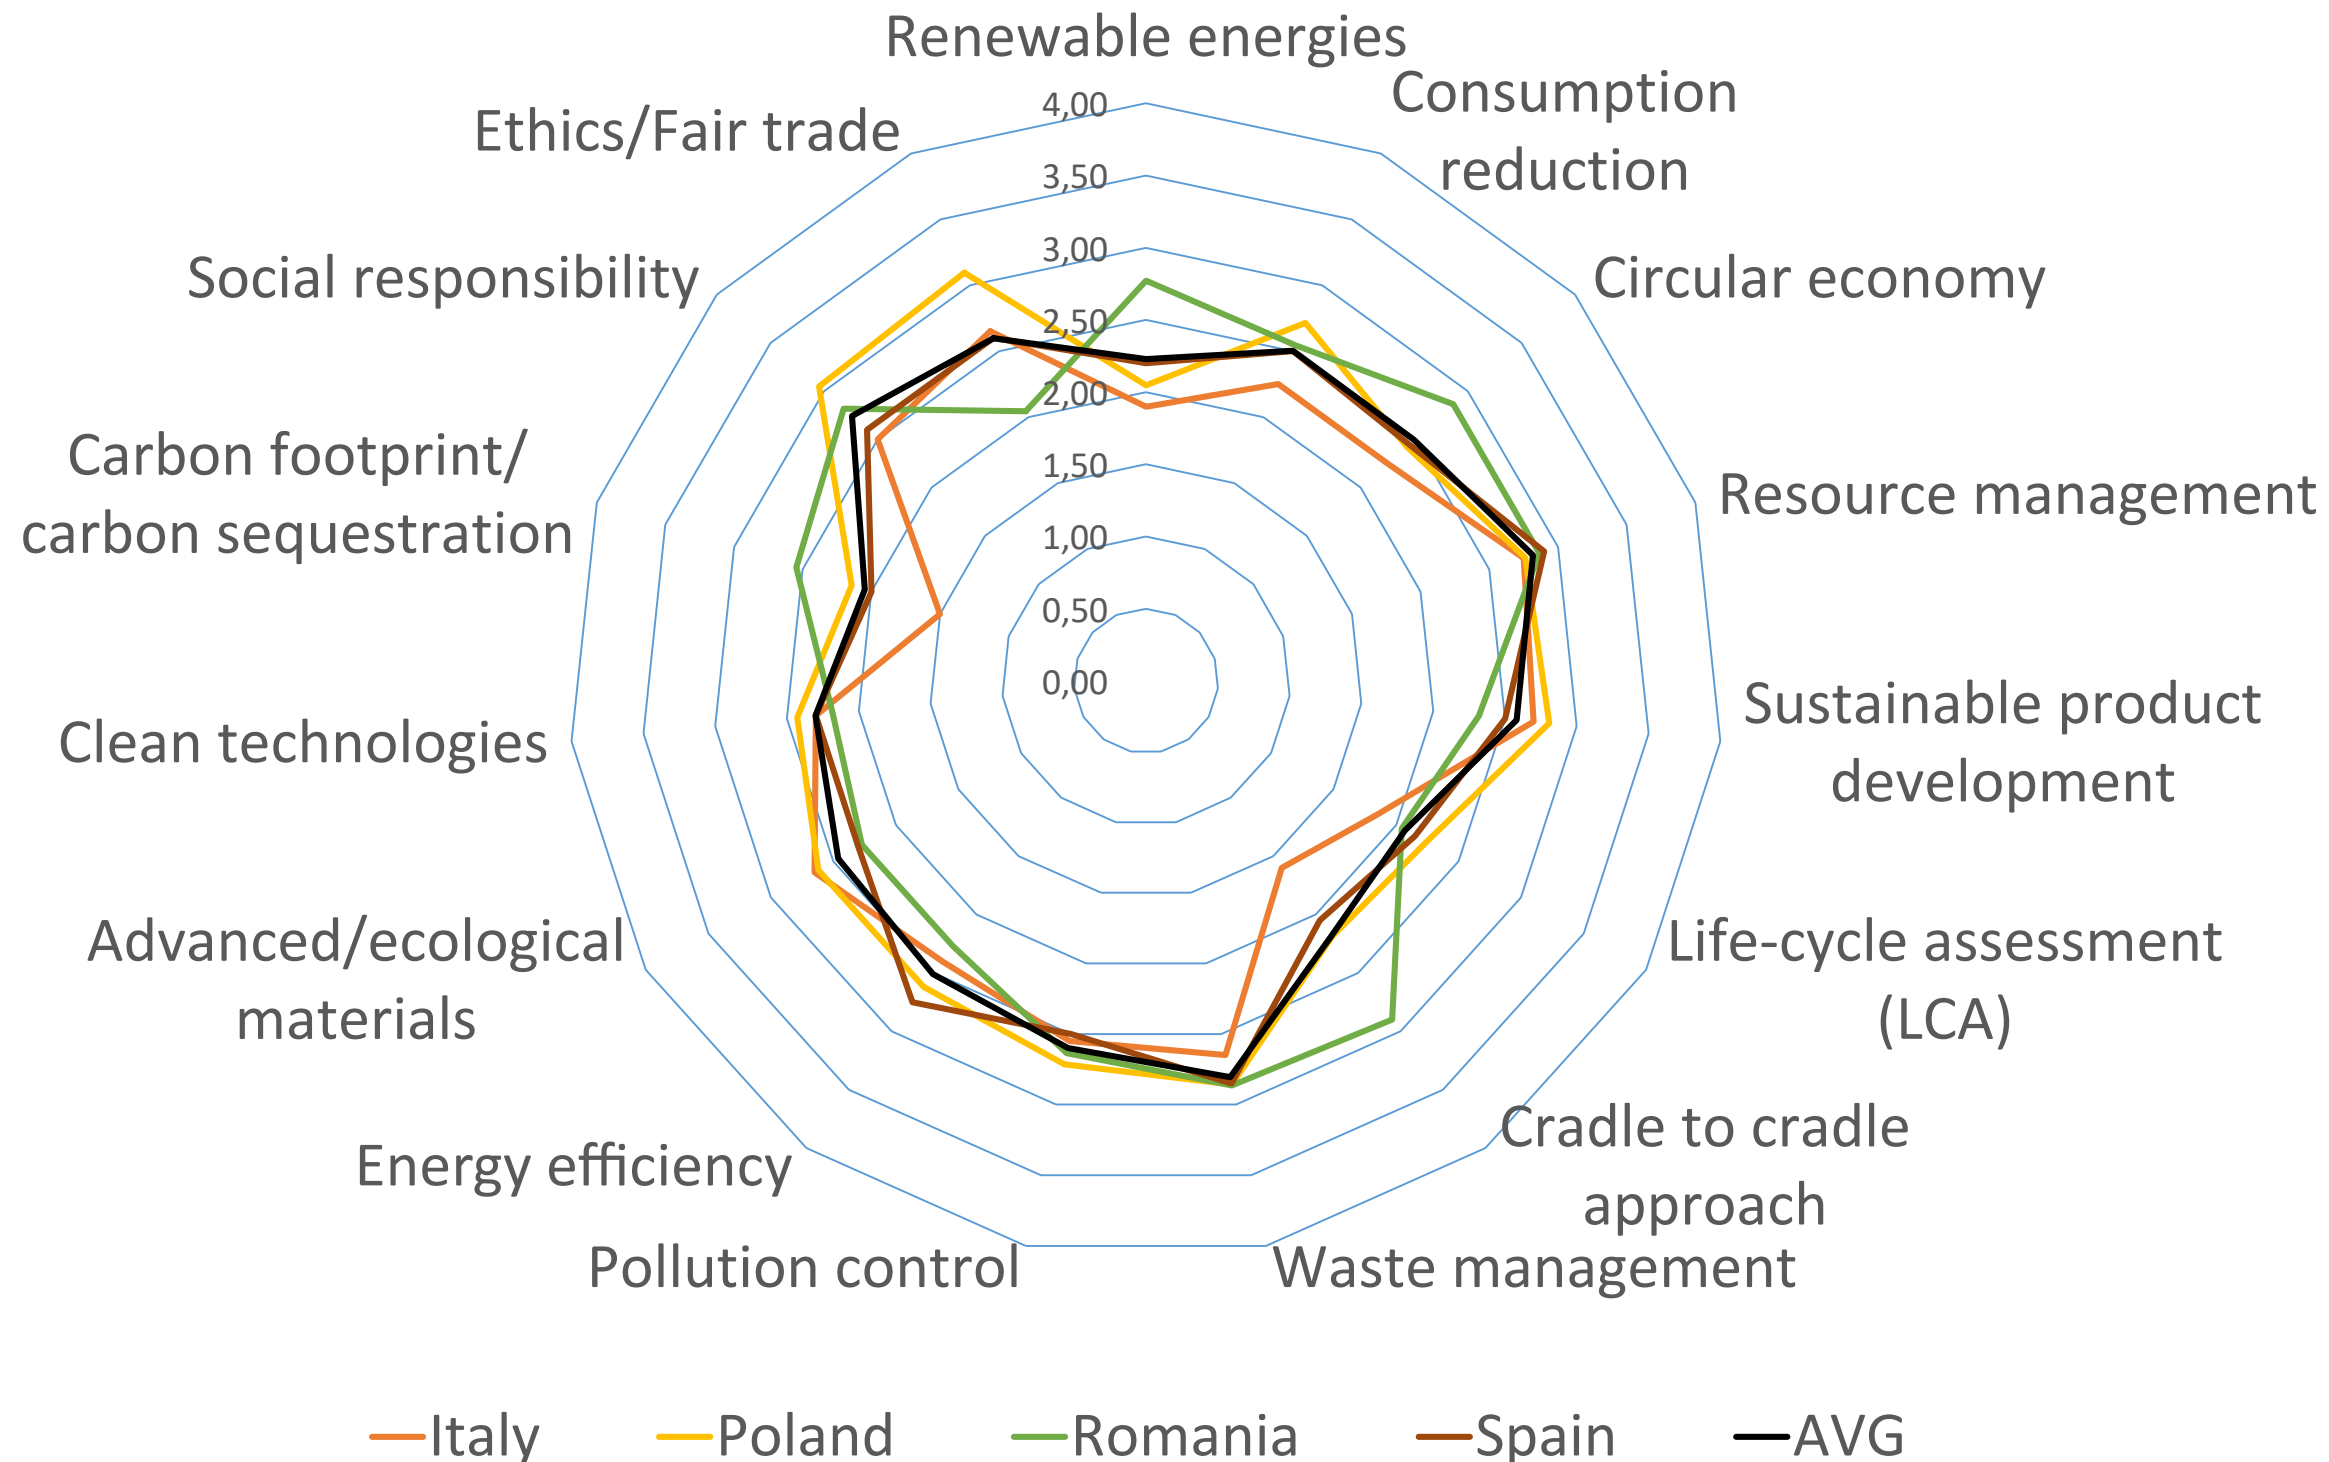 Renewable energies
Consumption
reduction
Circular economy
Resource management
Sustainable product
development
Life-cycle assessment
(LCA)
Cradle to cradle
approach
Waste management
Pollution control
Energy efficiency
Advanced/ecological
materials
Clean technologies
Carbon footprint/
carbon sequestration
Social responsibility
Ethics/Fair trade
4,00
3,50
3,00
2,50
2,00
1,50
1,00
0,50
0,00
Italy
Poland
Romania
Spain
AVG